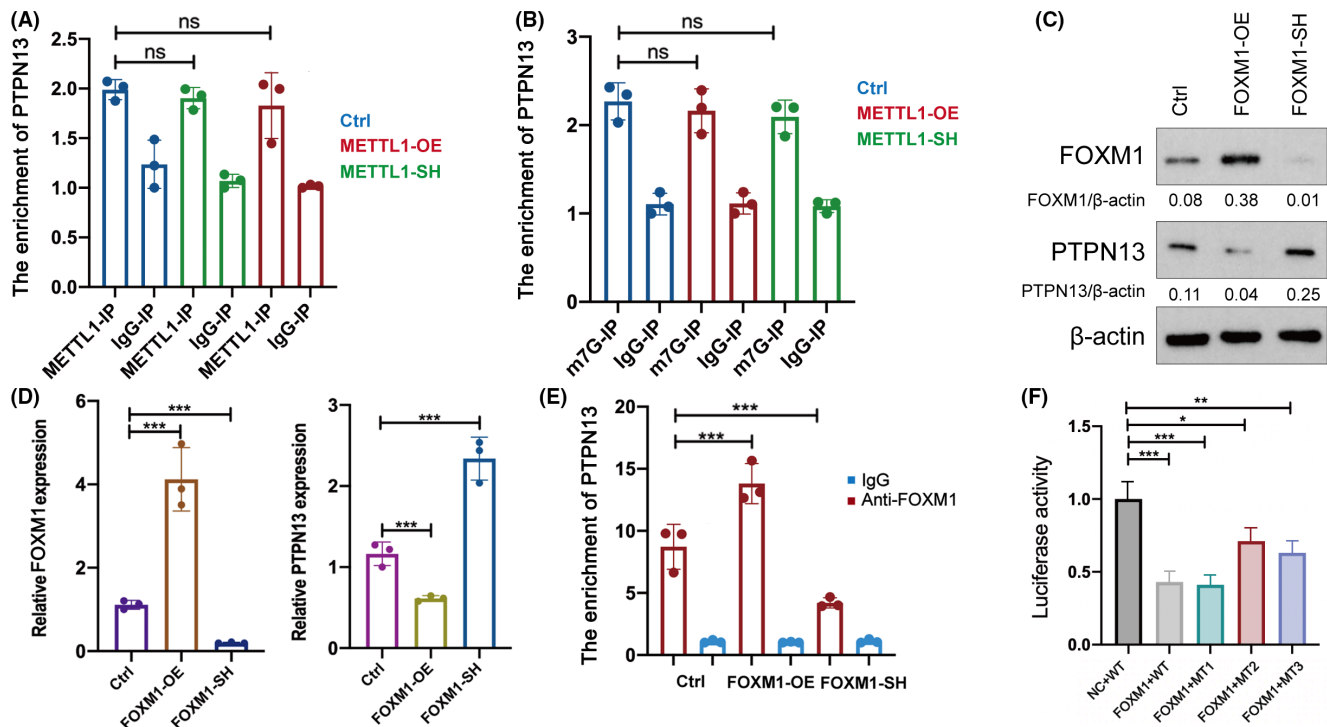 (A)
The enrichment of PTPN13
2.5
2.0
1.5
1.0
0.5
0.0
ns
ns
METTL1-IP
IgG-IP
METTL1-IP
IgG-IP
METTL1-IP
IgG-IP
Ctrl
METTL1-OE
METTL1-SH
(B)
The enrichment of PTPN13
3
2
1
0
ns
ns
m7G-IP
IgG-IP
m7G-IP
IgG-IP
m7G-IP
IgG-IP
Ctrl
METTL1-OE
METTL1-SH
(C)
Ctrl
FOXM1-OE
FOXM1-SH
FOXM1
FOXM1/β-actin 0.08 0.38 0.01
PTPN13
PTPN13/β-actin 0.11 0.04 0.25
β-actin
(D)
Relative FOXM1 expression
6
4
2
0
***
***
Ctrl
FOXM1-OE
FOXM1-SH
Relative PTPN13 expression
3
2
1
0
***
***
Ctrl
FOXM1-OE
FOXM1-SH
(E)
The enrichment of PTPN13
20
15
10
5
0
***
***
IgG
Anti-FOXM1
Ctrl
FOXM1-OE
FOXM1-SH
(F)
Luciferase activity
1.0
0.5
0.0
**
*
***
***
NC+WT
FOXM1+WT
FOXM1+MT1
FOXM1+MT2
FOXM1+MT3